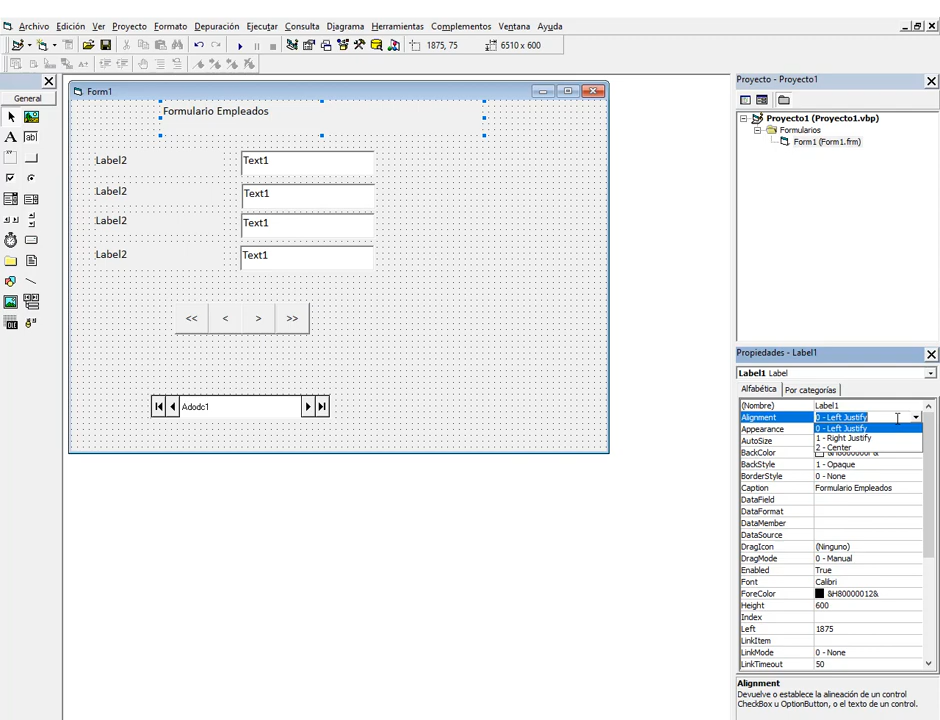 Archivo Edición Ver Proyecto Formato Depuración Ejecutar Consulta Diagrama Herramientas Complementos Ventana Ayuda
1875, 75 6510 x 600
General
Form1
Formulario Empleados
Label2 Text1
Label2 Text1
Label2 Text1
Label2 Text1
<< < > >>
Adodc1
Proyecto - Proyecto1
Proyecto1 (Proyecto1.vbp)
Formularios
Form1 (Form1.frm)
Propiedades - Label1
Label1 Label
Alfabética Por categorías
(Nombre) Label1
Alignment 0 - Left Justify
Appearance 0 - Left Justify
1 - Right Justify
AutoSize 2 - Center
BackColor &H8000000F&
BackStyle 1 - Opaque
BorderStyle 0 - None
Caption Formulario Empleados
DataField
DataFormat
DataMember
DataSource
DragIcon (Ninguno)
DragMode 0 - Manual
Enabled True
Font Calibri
ForeColor &H80000012&
Height 600
Index
Left 1875
LinkItem
LinkMode 0 - None
LinkTimeout 50
Alignment
Devuelve o establece la alineación de un control
CheckBox u OptionButton, o el texto de un control.